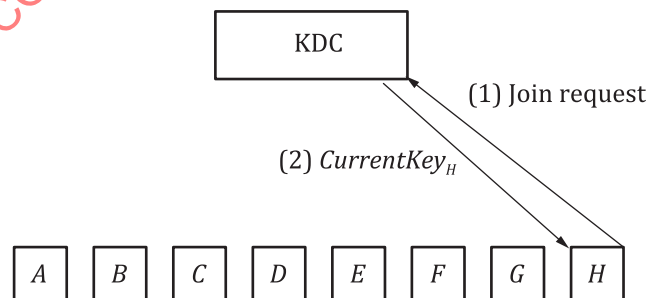 KDC
(1) Join request
(2) CurrentKey_H
A B C D E F G H